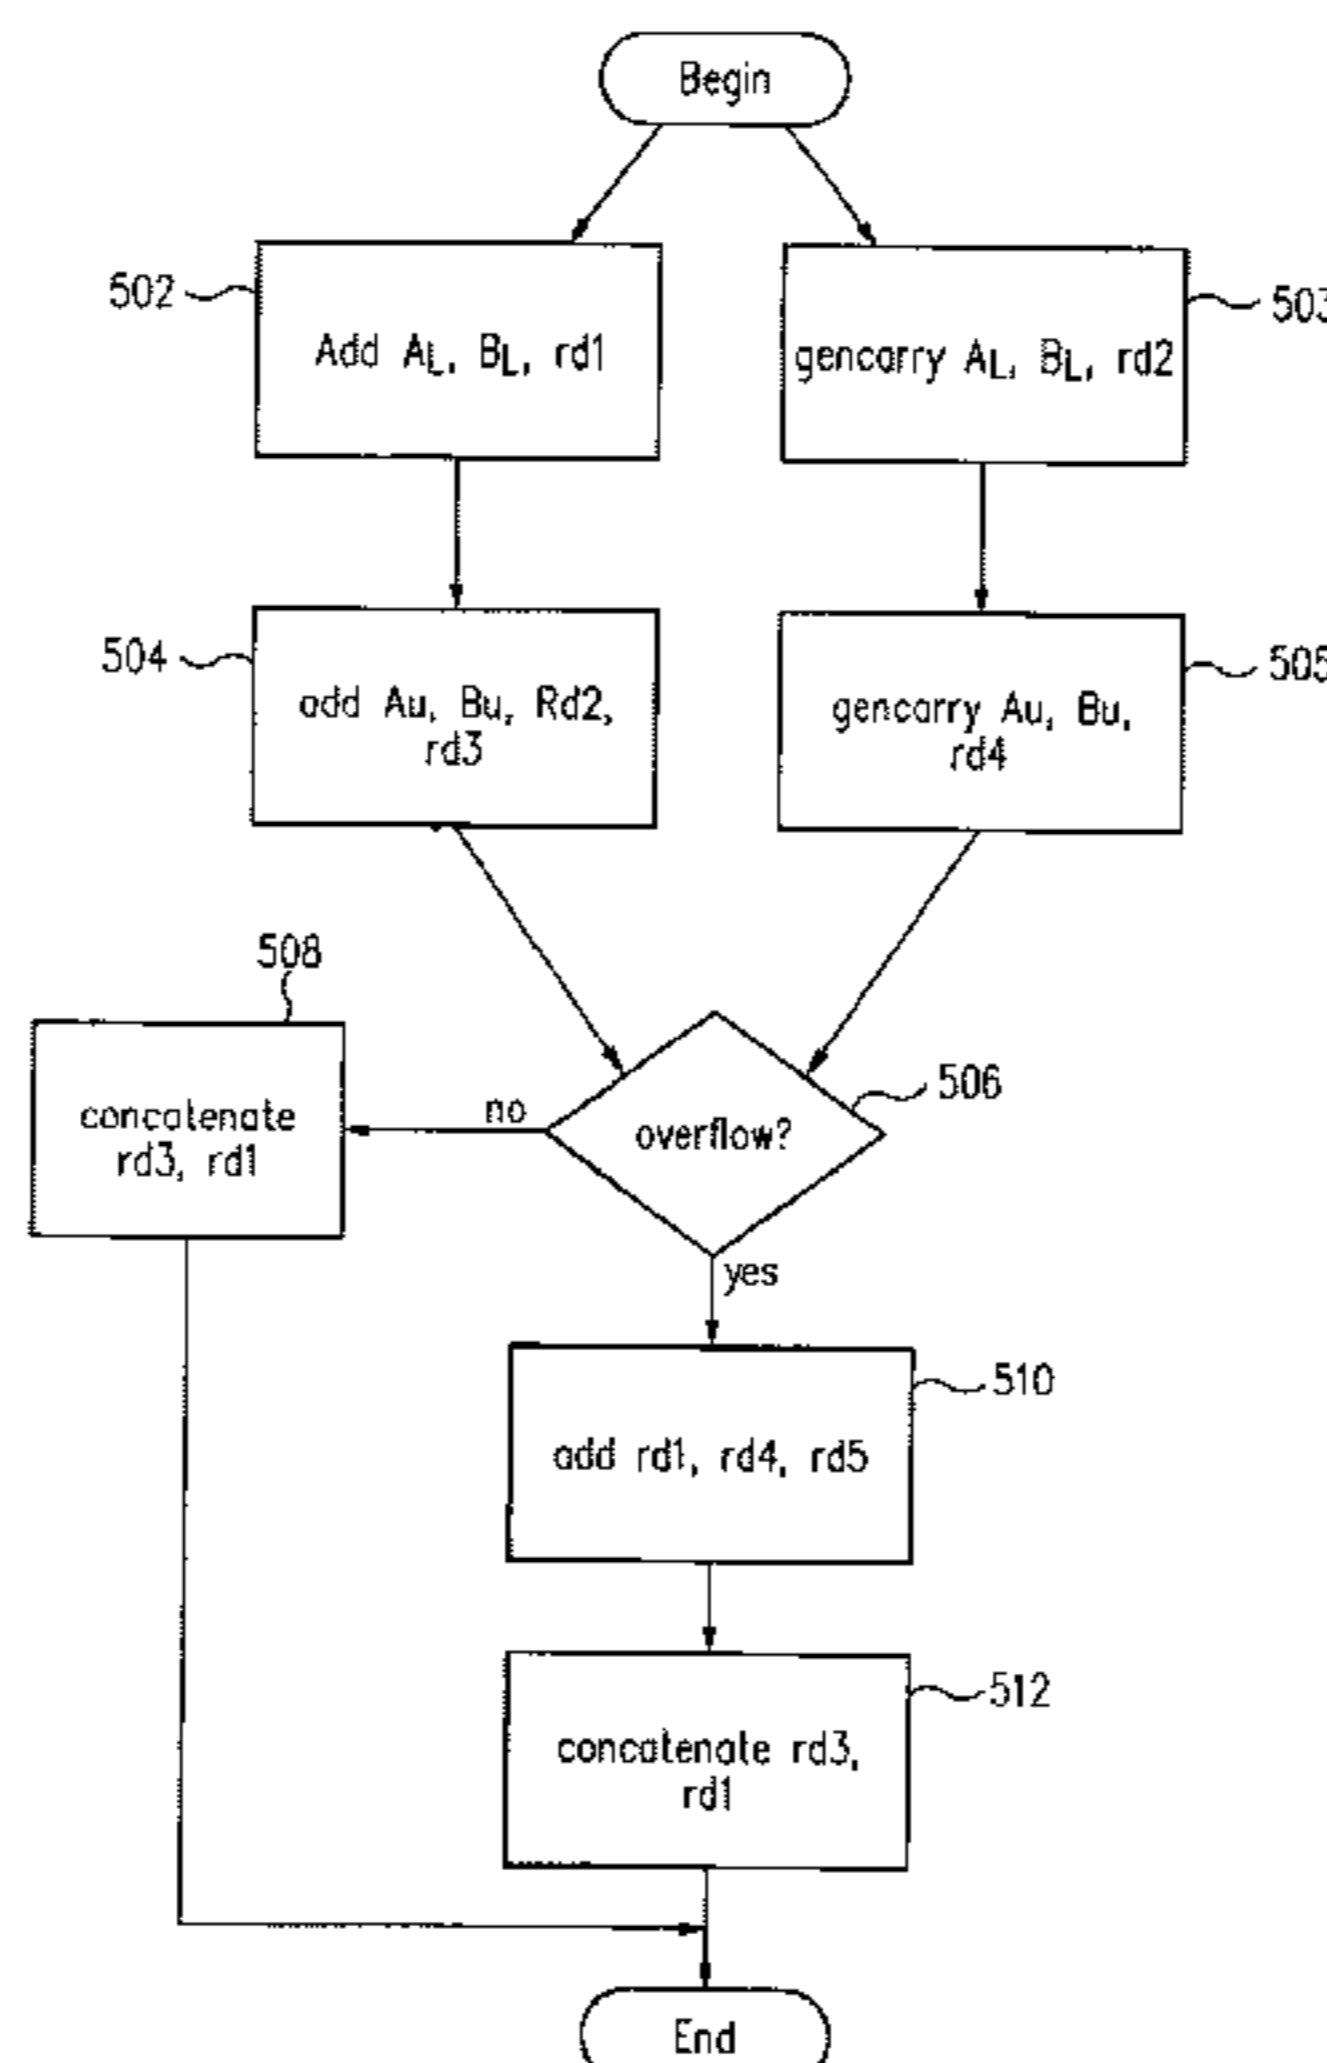 Begin
502
503
Add AL, BL, rd1
gencarry AL, BL, rd2
504
505
add Au, Bu, Rd2,
rd3
gencarry Au, Bu,
rd4
508
506
no
overflow?
concatenate
rd3, rd1
yes
510
add rd1, rd4, rd5
512
concatenate rd3,
rd1
End